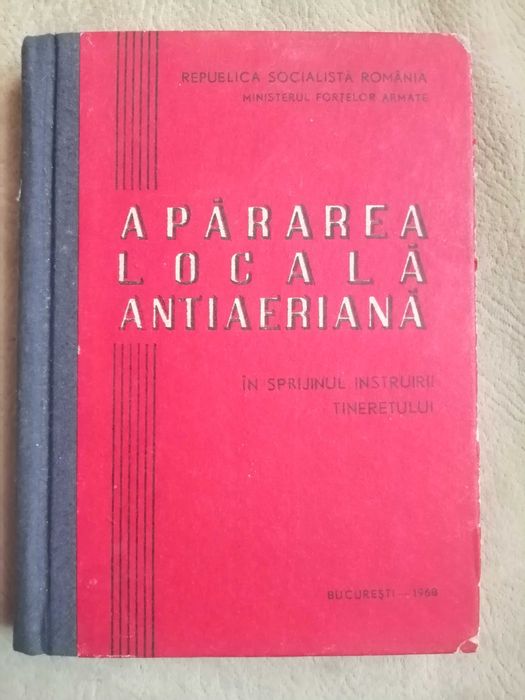 REPUBLICA SOCIALISTĂ ROMÂNIA
MINISTERUL FORȚELOR ARMATE
APĂRAREA
LOCALĂ
ANTIAERIANĂ
ÎN SPRIJINUL INSTRUIRII
TINERETULUI
BUCUREȘTI — 1968